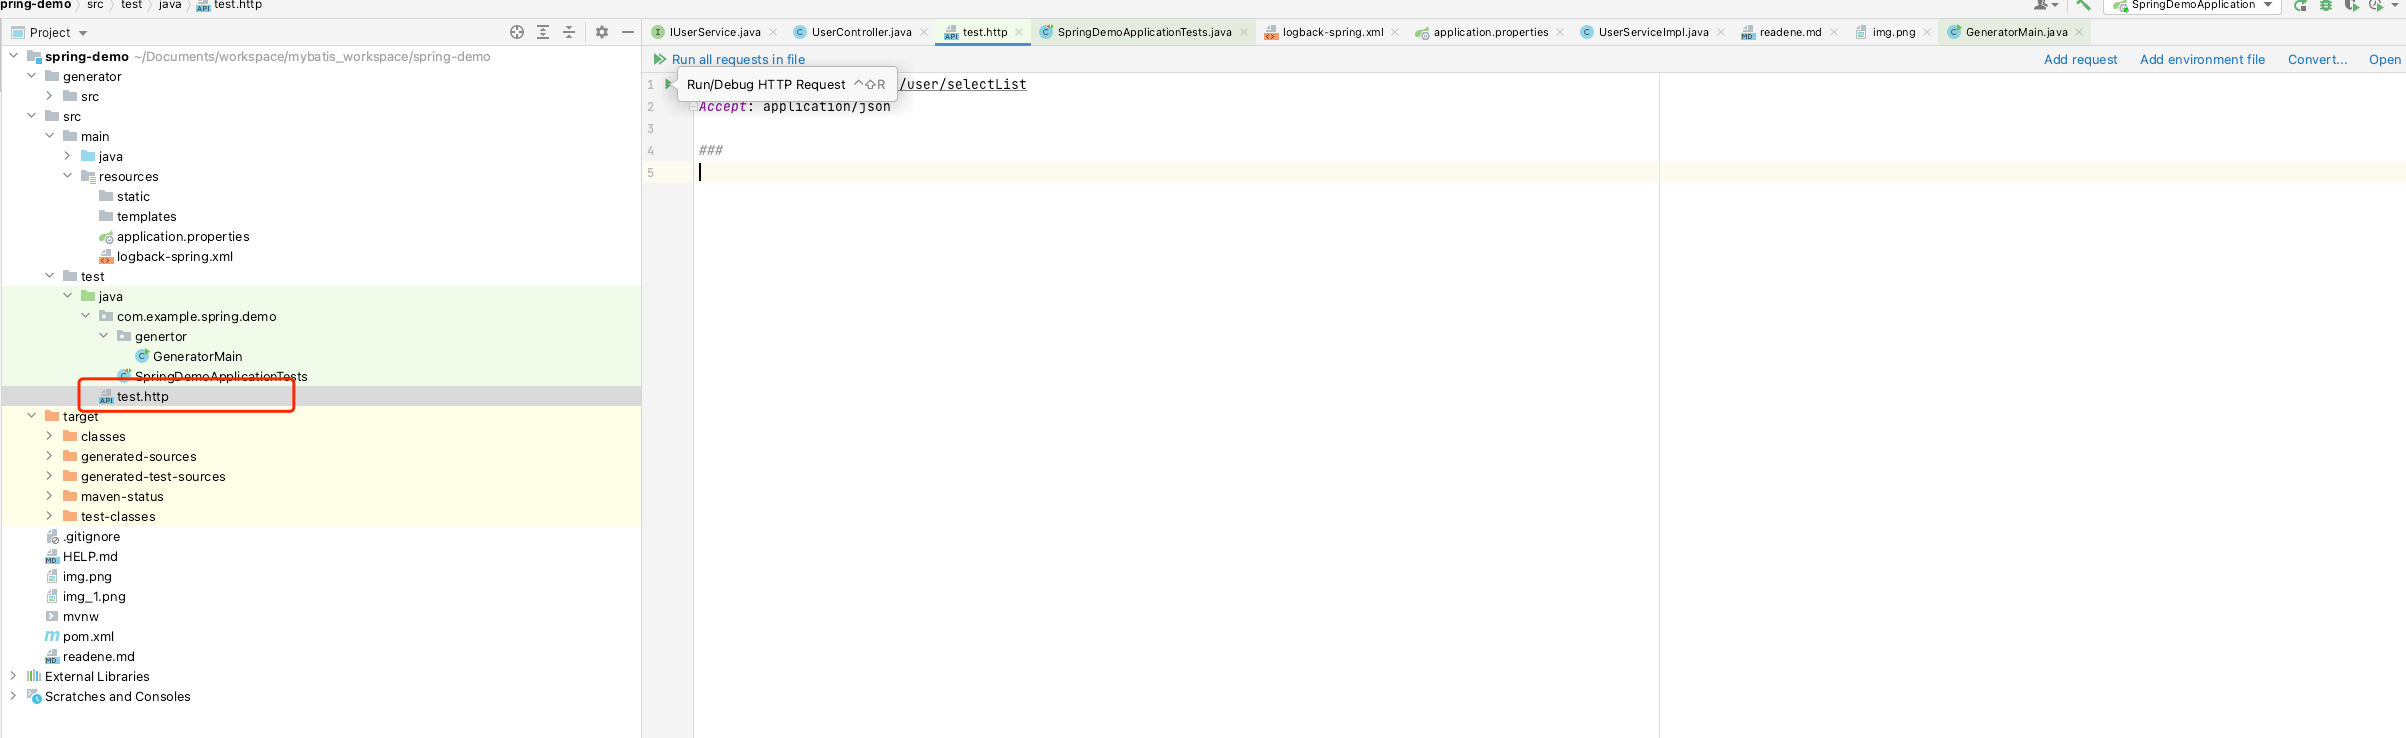 pring-demo src test java test.http
SpringDemoApplication
Project
IUserService.java UserController.java test.http SpringDemoApplicationTests.java logback-spring.xml application.properties UserServiceImpl.java readene.md img.png GeneratorMain.java
Run all requests in file Add request Add environment file Convert... Open
spring-demo ~/Documents/workspace/mybatis_workspace/spring-demo
generator
src
src
main
java
resources
static
templates
application.properties
logback-spring.xml
test
java
com.example.spring.demo
genertor
GeneratorMain
SpringDemoApplicationTests
test.http
target
classes
generated-sources
generated-test-sources
maven-status
test-classes
.gitignore
HELP.md
img.png
img_1.png
mvnw
pom.xml
readene.md
External Libraries
Scratches and Consoles
1 /user/selectList
Run/Debug HTTP Request ^⇧R
2 Accept: application/json
3
4 ###
5